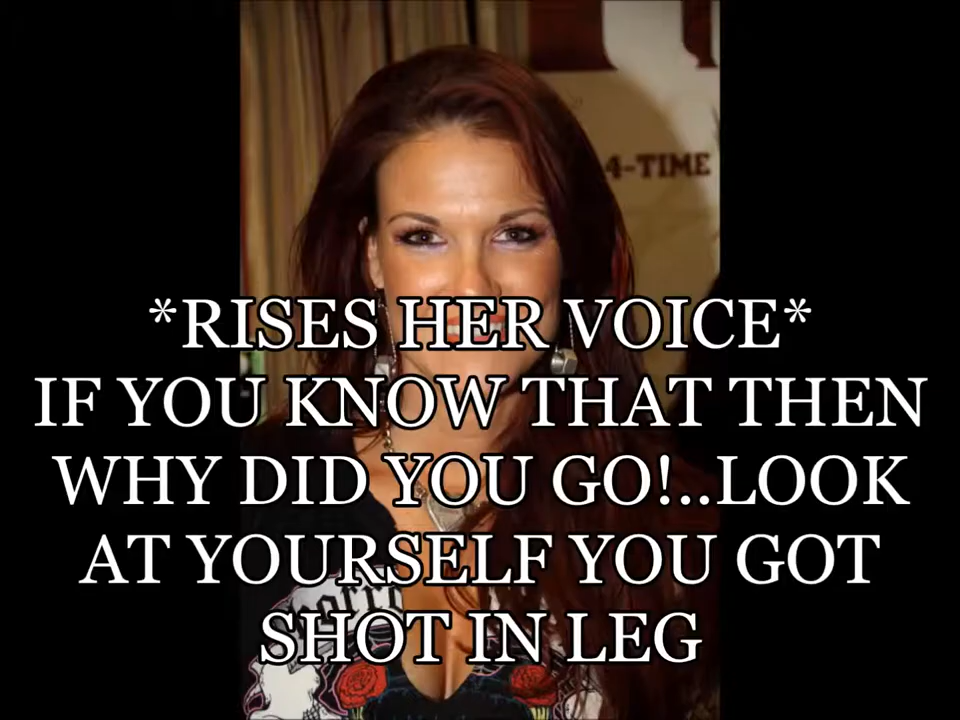 4-TIME
*RISES HER VOICE*
IF YOU KNOW THAT THEN
WHY DID YOU GO!..LOOK
AT YOURSELF YOU GOT
SHOT IN LEG